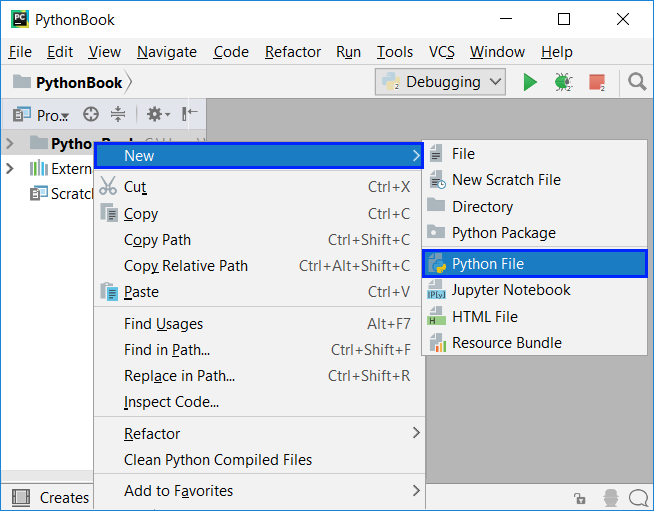 PC PythonBook
File Edit View Navigate Code Refactor Run Tools VCS Window Help
PythonBook Debugging
Pro...
New
Extern
Scratch
Cut Ctrl+X
Copy Ctrl+C
Copy Path Ctrl+Shift+C
Copy Relative Path Ctrl+Alt+Shift+C
Paste Ctrl+V
Find Usages Alt+F7
Find in Path... Ctrl+Shift+F
Replace in Path... Ctrl+Shift+R
Inspect Code...
Refactor
Clean Python Compiled Files
Add to Favorites
File
New Scratch File
Directory
Python Package
Python File
IP[y] Jupyter Notebook
H HTML File
Resource Bundle
Creates